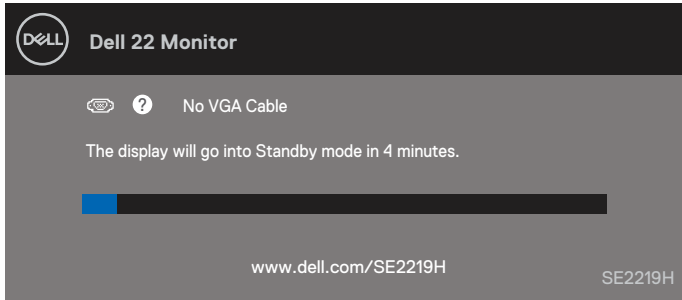 DELL
Dell 22 Monitor
? No VGA Cable
The display will go into Standby mode in 4 minutes.
www.dell.com/SE2219H
SE2219H